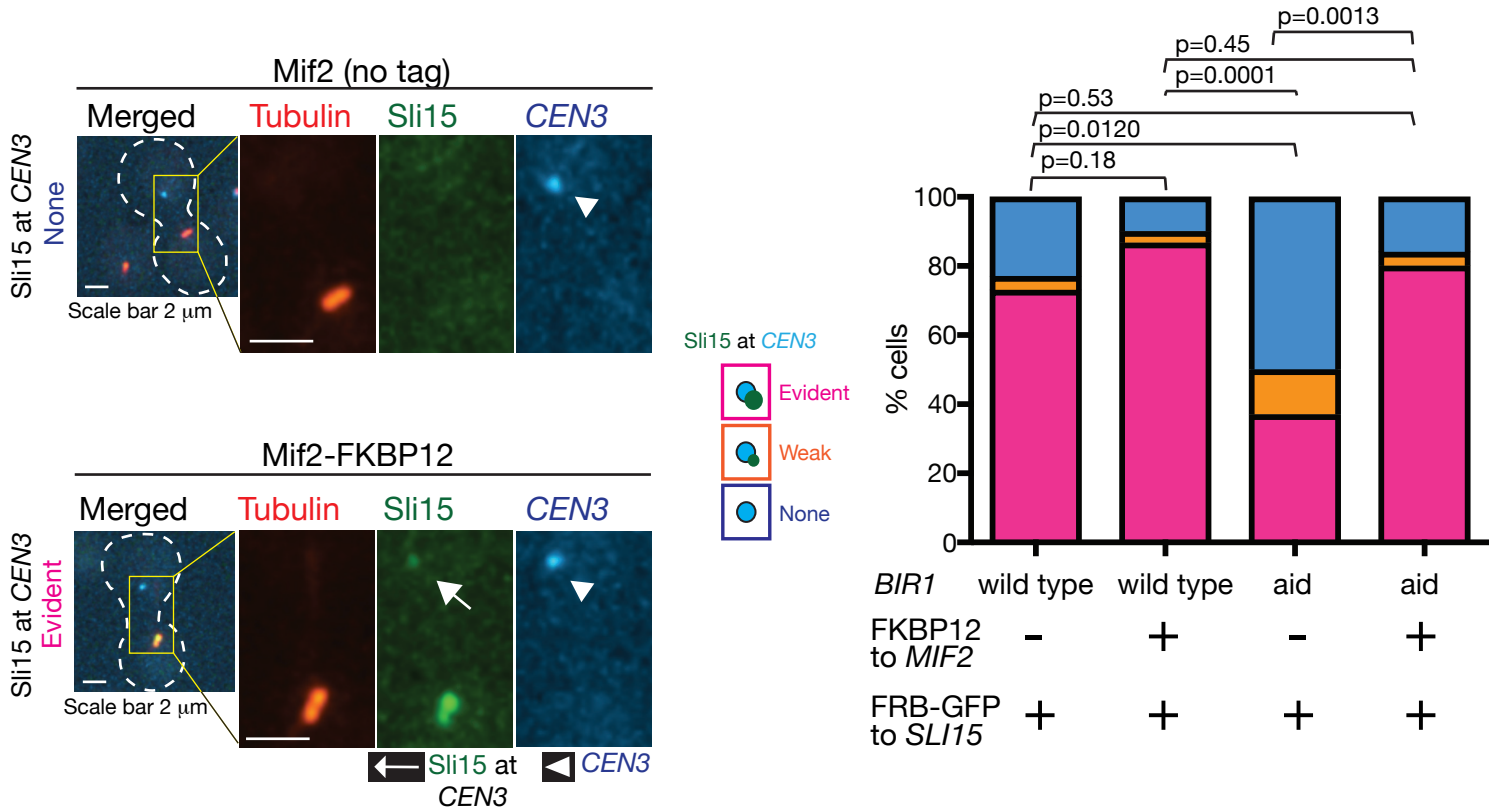 Mif2 (no tag)
Merged Tubulin Sli15 CEN3
Sli15 at CEN3
None
Scale bar 2 μm
Mif2-FKBP12
Merged Tubulin Sli15 CEN3
Sli15 at CEN3
Evident
Scale bar 2 μm
Sli15 at
CEN3
CEN3
Sli15 at CEN3
Evident
Weak
None
p=0.0013
p=0.45
p=0.0001
p=0.53
p=0.0120
p=0.18
% cells
100
80
60
40
20
0
BIR1 wild type wild type aid aid
FKBP12
to MIF2 - + - +
FRB-GFP
to SLI15 + + + +